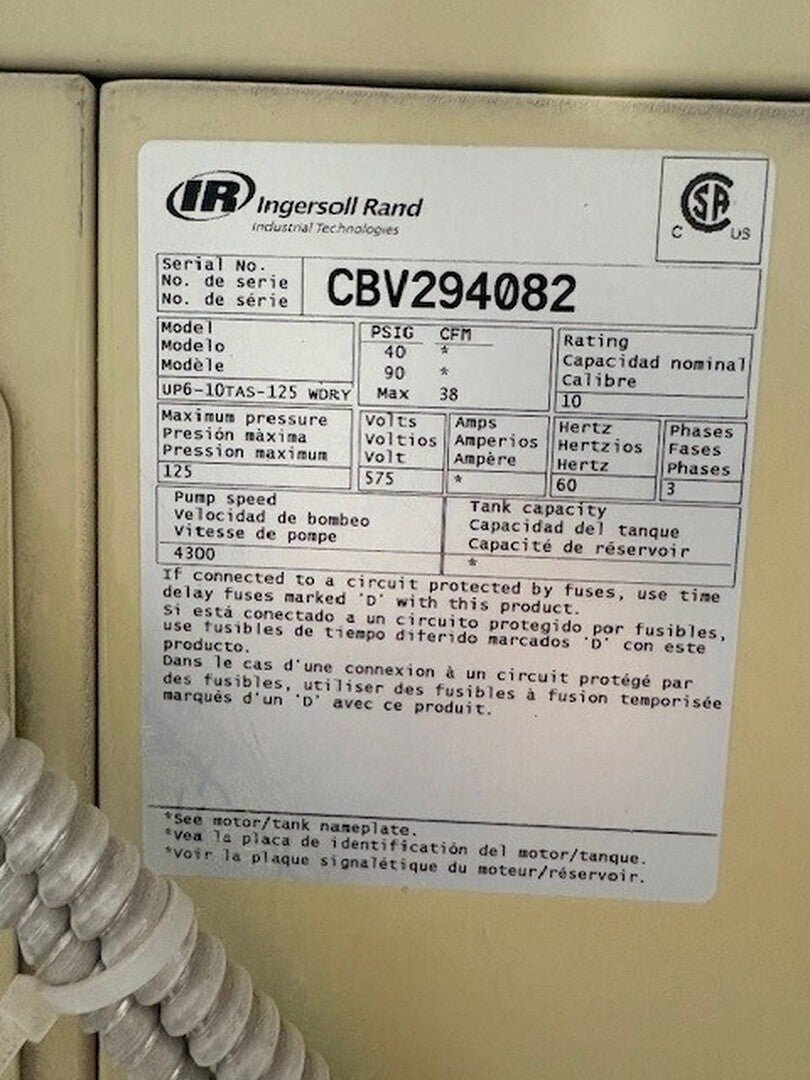 IR Ingersoll Rand
Industrial Technologies
CSA
C US
Serial No.
No. de serie
No. de série
CBV294082
Model
Modelo
Modèle
UP6-10TAS-125 WDRY
PSIG CFM
40 *
90 *
Max 38
Rating
Capacidad nominal
Calibre
10
Maximum pressure
Presión màxima
Pression maximum
125
Volts
Voltios
Volt
575
Amps
Amperios
Ampère
*
Hertz
Hertzios
Hertz
60
Phases
Fases
Phases
3
Pump speed
Velocidad de bombeo
Vitesse de pompe
4300
Tank capacity
Capacidad del tanque
Capacité de réservoir
*
If connected to a circuit protected by fuses, use time
delay fuses marked 'D' with this product.
Si está conectado a un circuito protegido por fusibles,
use fusibles de tiempo diferido marcados 'D' con este
producto.
Dans le cas d'une connexion à un circuit protégé par
des fusibles, utiliser des fusibles à fusion temporisée
marqués d'un 'D' avec ce produit.
*See motor/tank nameplate.
*Vea la placa de identificación del motor/tanque.
*Voir la plaque signalétique du moteur/réservoir.